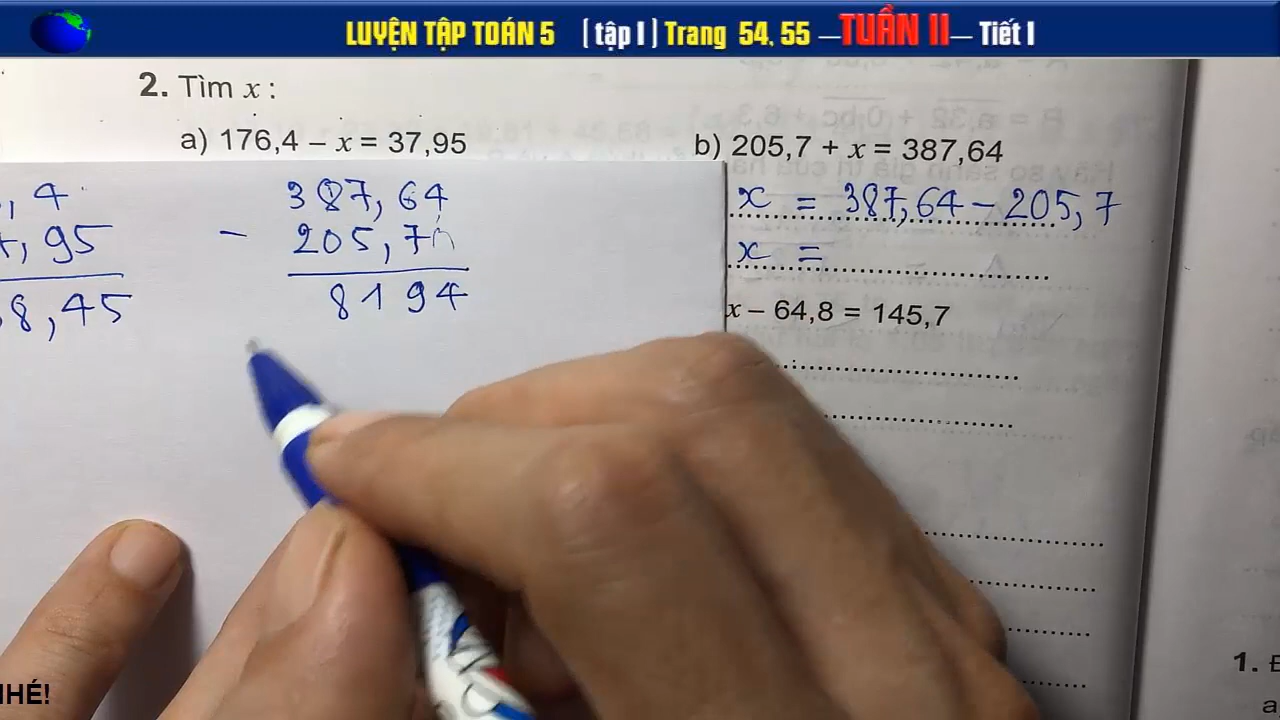 LUYỆN TẬP TOÁN 5 ( tập I ) Trang 54. 55 —TUẦN II— Tiết I
2. Tìm x :
a) 176,4 – x = 37,95
b) 205,7 + x = 387,64
, 4
, 95
8,45
387,64
– 205,7
8194
x = 387,64 – 205,7
x =
x – 64,8 = 145,7
1.
a
NHÉ!